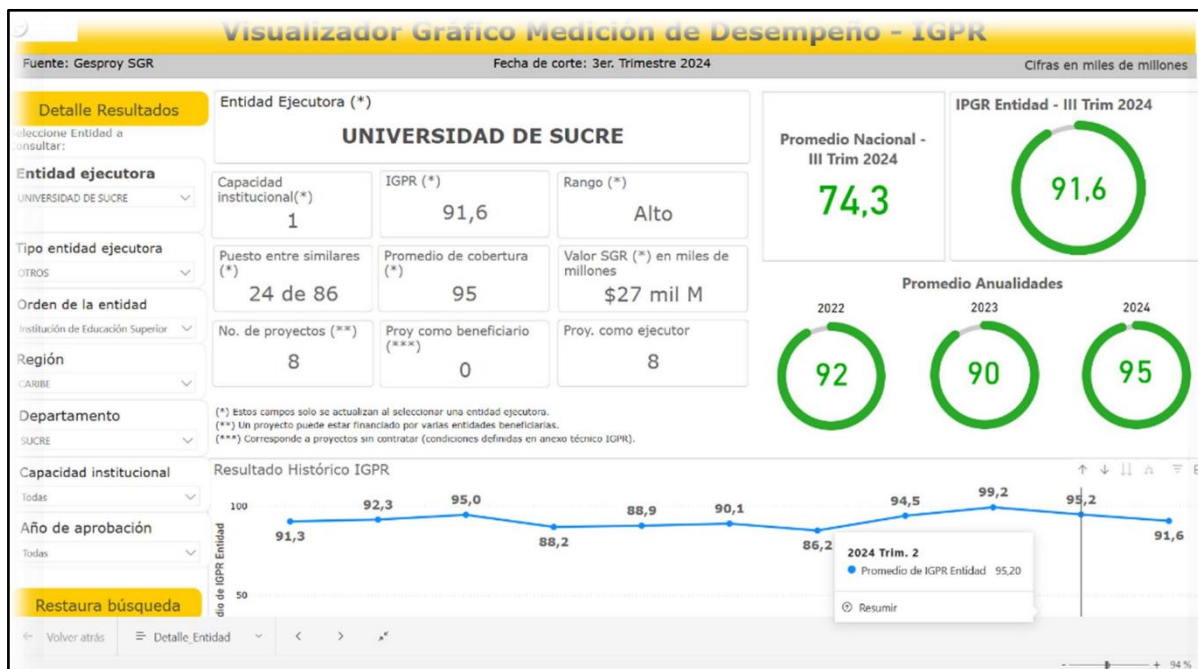 Visualizador Gráfico Medición de Desempeño - IGPR
Fuente: Gesproy SGR
Fecha de corte: 3er. Trimestre 2024
Cifras en miles de millones
Detalle Resultados
Seleccione Entidad a
Consultar:
Entidad ejecutora
UNIVERSIDAD DE SUCRE
Tipo entidad ejecutora
OTROS
Orden de la entidad
Institución de Educación Superior
Región
CARIBE
Departamento
SUCRE
Capacidad institucional
Todas
Año de aprobación
Todas
Restaura búsqueda
Entidad Ejecutora (*)
UNIVERSIDAD DE SUCRE
Capacidad
institucional(*)
1
IGPR (*)
91,6
Rango (*)
Alto
Puesto entre similares
(*)
24 de 86
Promedio de cobertura
(*)
95
Valor SGR (*) en miles de
millones
$27 mil M
No. de proyectos (**)
8
Proy como beneficiario
(***)
0
Proy. como ejecutor
8
(*) Estos campos solo se actualizan al seleccionar una entidad ejecutora.
(**) Un proyecto puede estar financiado por varias entidades beneficiarias.
(***) Corresponde a proyectos sin contratar (condiciones definidas en anexo técnico IGPR).
Promedio Nacional -
III Trim 2024
74,3
IPGR Entidad - III Trim 2024
91,6
Promedio Anualidades
2022
2023
2024
92
90
95
Resultado Histórico IGPR
dio de IGPR Entidad
100
50
91,3
92,3
95,0
88,2
88,9
90,1
86,2
94,5
99,2
95,2
91,6
2024 Trim. 2
Promedio de IGPR Entidad 95,20
Resumir
Volver atrás
Detalle_Entidad
- + 94 %